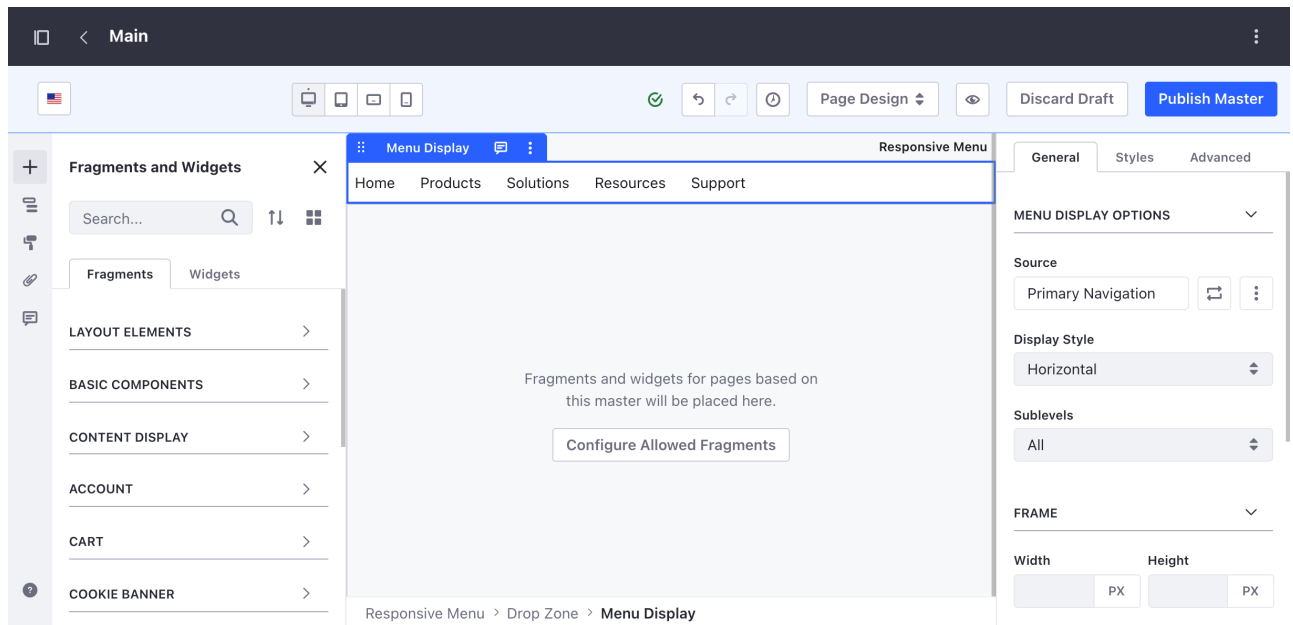 Main
Page Design
Discard Draft
Publish Master
Fragments and Widgets
Search...
Fragments
Widgets
LAYOUT ELEMENTS
BASIC COMPONENTS
CONTENT DISPLAY
ACCOUNT
CART
COOKIE BANNER
Menu Display
Responsive Menu
Home Products Solutions Resources Support
Fragments and widgets for pages based on
this master will be placed here.
Configure Allowed Fragments
Responsive Menu > Drop Zone > Menu Display
General
Styles
Advanced
MENU DISPLAY OPTIONS
Source
Primary Navigation
Display Style
Horizontal
Sublevels
All
FRAME
Width Height
PX PX